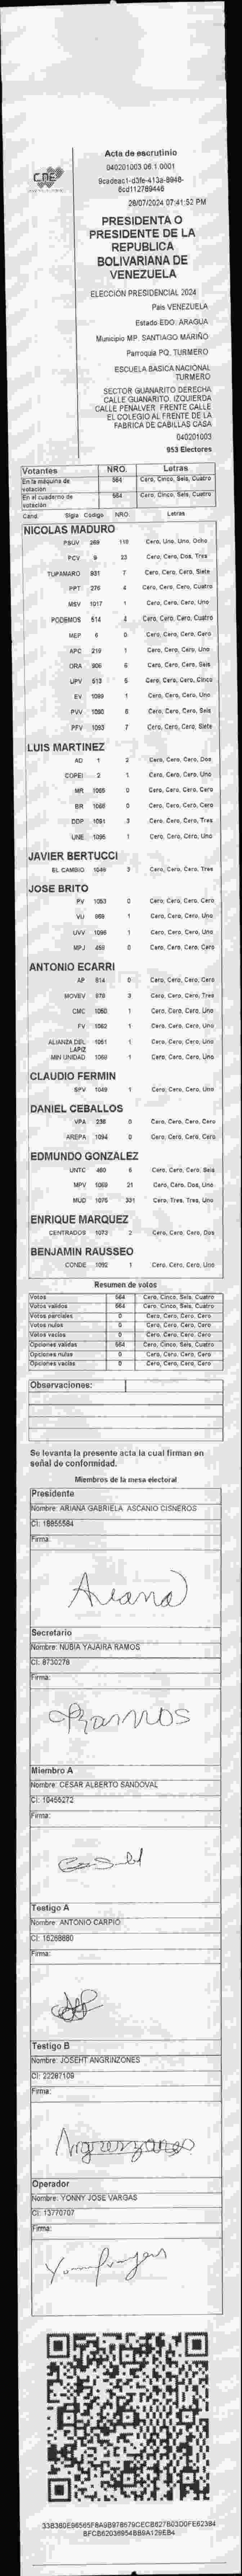 CNE
Acta de escrutinio
040201003.06.1.0001
9cadeac1-d3fe-413a-8948-
6cd112789446
28/07/2024 07:41:52 PM
PRESIDENTA O
PRESIDENTE DE LA
REPUBLICA
BOLIVARIANA DE
VENEZUELA
ELECCIÓN PRESIDENCIAL 2024
País VENEZUELA
Estado EDO. ARAGUA
Municipio MP. SANTIAGO MARIÑO
Parroquia PQ. TURMERO
ESCUELA BASICA NACIONAL
TURMERO
SECTOR GUANARITO DERECHA
CALLE GUANARITO. IZQUIERDA
CALLE PENALVER. FRENTE CALLE
EL COLEGIO AL FRENTE DE LA
FABRICA DE CABILLAS CASA
040201003
953 Electores
Votantes NRO. Letras
En la máquina de votación 564 Cero, Cinco, Seis, Cuatro
En el cuaderno de votación 564 Cero, Cinco, Seis, Cuatro
Cand. Sigla Código NRO. Letras
NICOLAS MADURO
PSUV 269 118 Cero, Uno, Uno, Ocho
PCV 9 23 Cero, Cero, Dos, Tres
TUPAMARO 931 7 Cero, Cero, Cero, Siete
PPT 276 4 Cero, Cero, Cero, Cuatro
MSV 1017 1 Cero, Cero, Cero, Uno
PODEMOS 514 4 Cero, Cero, Cero, Cuatro
MEP 6 0 Cero, Cero, Cero, Cero
APC 219 1 Cero, Cero, Cero, Uno
ORA 906 6 Cero, Cero, Cero, Seis
UPV 513 5 Cero, Cero, Cero, Cinco
EV 1089 1 Cero, Cero, Cero, Uno
PVV 1090 6 Cero, Cero, Cero, Seis
PFV 1093 7 Cero, Cero, Cero, Siete
LUIS MARTINEZ
AD 1 2 Cero, Cero, Cero, Dos
COPEI 2 1 Cero, Cero, Cero, Uno
MR 1065 0 Cero, Cero, Cero, Cero
BR 1066 0 Cero, Cero, Cero, Cero
DDP 1091 3 Cero, Cero, Cero, Tres
UNE 1095 1 Cero, Cero, Cero, Uno
JAVIER BERTUCCI
EL CAMBIO 1048 3 Cero, Cero, Cero, Tres
JOSE BRITO
PV 1053 0 Cero, Cero, Cero, Cero
VU 968 1 Cero, Cero, Cero, Uno
UVV 1096 1 Cero, Cero, Cero, Uno
MPJ 459 0 Cero, Cero, Cero, Cero
ANTONIO ECARRI
AP 814 0 Cero, Cero, Cero, Cero
MOVEV 979 3 Cero, Cero, Cero, Tres
CMC 1050 1 Cero, Cero, Cero, Uno
FV 1062 1 Cero, Cero, Cero, Uno
ALIANZA DEL LAPIZ 1051 1 Cero, Cero, Cero, Uno
MIN UNIDAD 1069 1 Cero, Cero, Cero, Uno
CLAUDIO FERMIN
SPV 1049 1 Cero, Cero, Cero, Uno
DANIEL CEBALLOS
VPA 238 0 Cero, Cero, Cero, Cero
AREPA 1094 0 Cero, Cero, Cero, Cero
EDMUNDO GONZALEZ
UNTC 460 6 Cero, Cero, Cero, Seis
MPV 1069 21 Cero, Cero, Dos, Uno
MUD 1075 331 Cero, Tres, Tres, Uno
ENRIQUE MARQUEZ
CENTRADOS 1073 2 Cero, Cero, Cero, Dos
BENJAMIN RAUSSEO
CONDE 1092 1 Cero, Cero, Cero, Uno
Resumen de votos
Votos 564 Cero, Cinco, Seis, Cuatro
Votos válidos 564 Cero, Cinco, Seis, Cuatro
Votos parciales 0 Cero, Cero, Cero, Cero
Votos nulos 0 Cero, Cero, Cero, Cero
Votos vacíos 0 Cero, Cero, Cero, Cero
Opciones válidas 564 Cero, Cinco, Seis, Cuatro
Opciones nulas 0 Cero, Cero, Cero, Cero
Opciones vacías 0 Cero, Cero, Cero, Cero
Observaciones:
Se levanta la presente acta la cual firman en
señal de conformidad.
Miembros de la mesa electoral
Presidente
Nombre: ARIANA GABRIELA ASCANIO CISNEROS
CI: 18855584
Firma:
Ariana
Secretario
Nombre: NUBIA YAJAIRA RAMOS
CI: 8730276
Firma:
Ramos
Miembro A
Nombre: CESAR ALBERTO SANDOVAL
CI: 10455272
Firma:
Testigo A
Nombre: ANTONIO CARPIO
CI: 15268680
Firma:
Testigo B
Nombre: JOSEHT ANGRINZONES
CI: 22287109
Firma:
Angrinzones
Operador
Nombre: YONNY JOSE VARGAS
CI: 13770707
Firma: